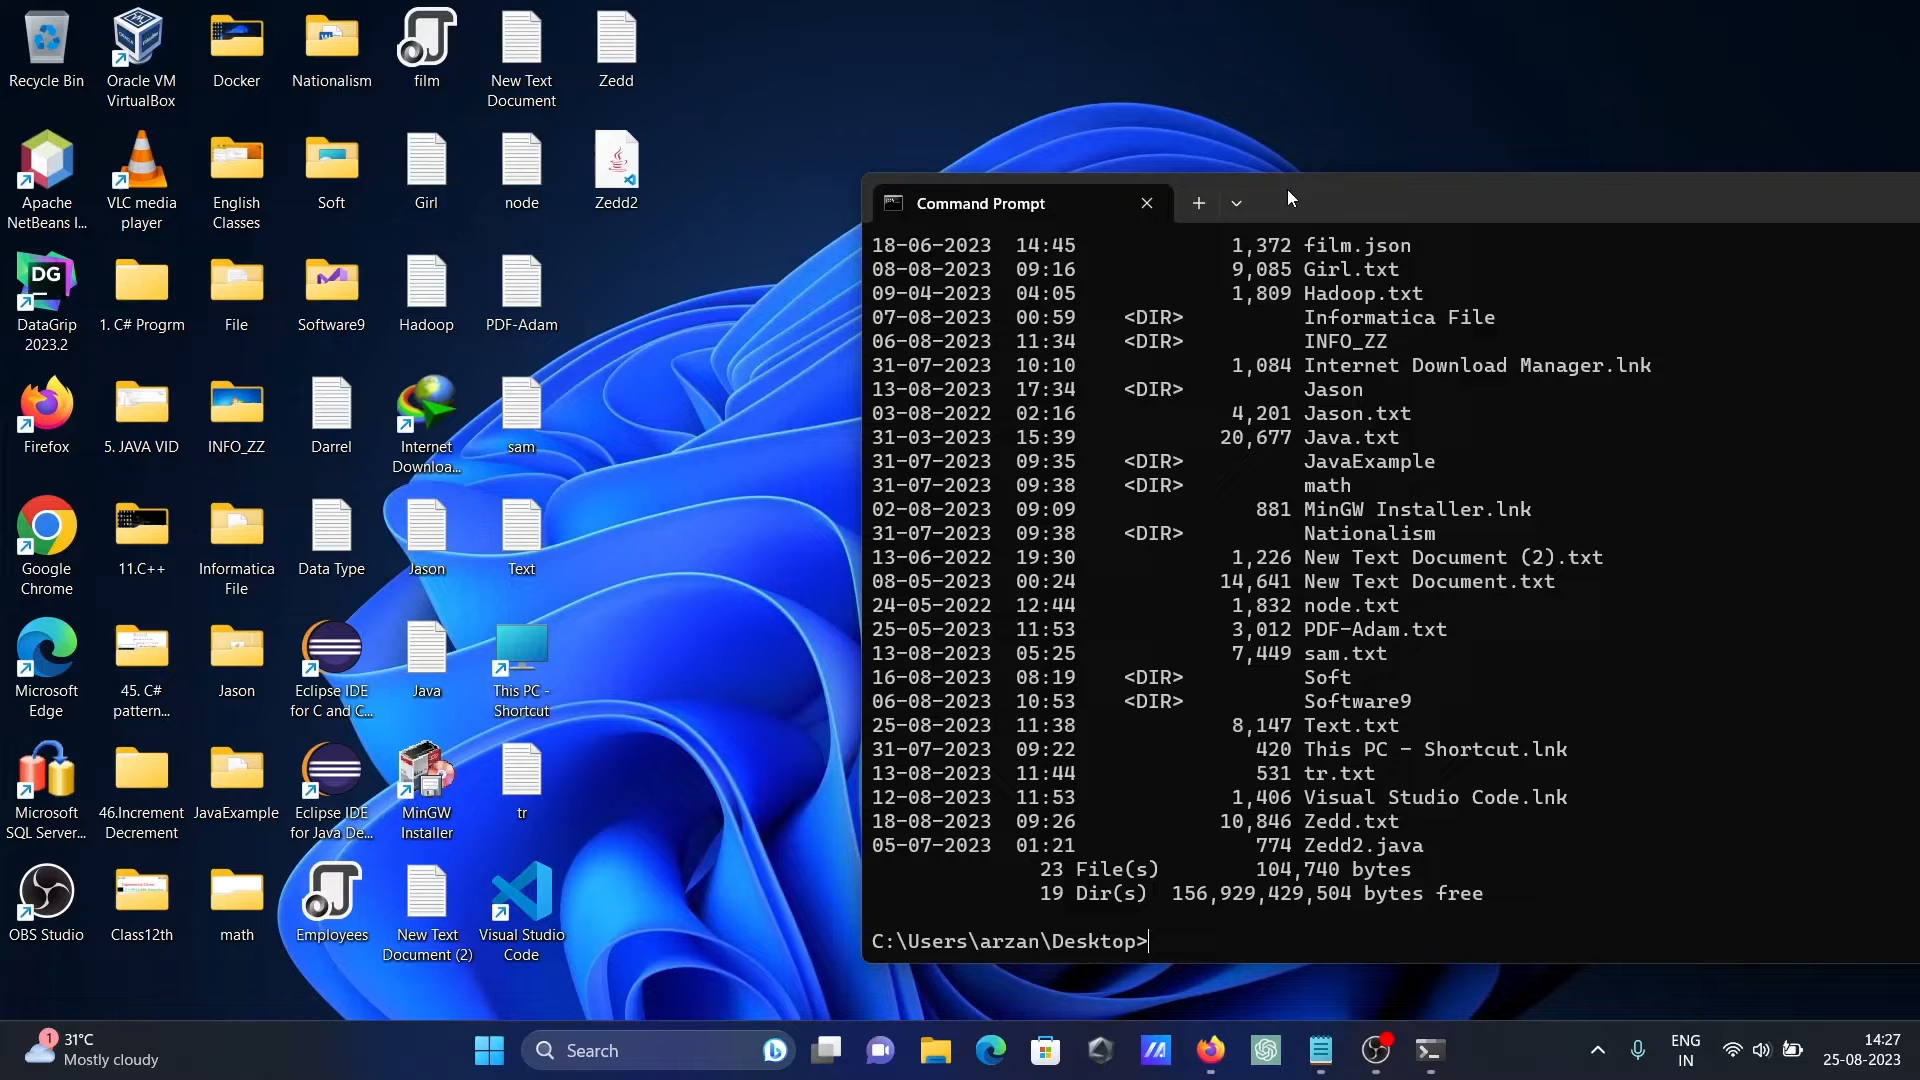 Recycle Bin
Oracle VM
VirtualBox
Docker
Nationalism
film
New Text
Document
Zedd
Apache
NetBeans I...
VLC media
player
English
Classes
Soft
Girl
node
Zedd2
DG
DataGrip
2023.2
1. C# Progrm
File
Software9
Hadoop
PDF-Adam
Firefox
5. JAVA VID
INFO_ZZ
Darrel
Internet
Downloa...
sam
Google
Chrome
11.C++
Informatica
File
Data Type
Jason
Text
Microsoft
Edge
45. C#
pattern...
Jason
Eclipse IDE
for C and C...
Java
This PC -
Shortcut
Microsoft
SQL Server...
46.Increment
Decrement
JavaExample
Eclipse IDE
for Java De...
MinGW
Installer
tr
OBS Studio
Class12th
math
Employees
New Text
Document (2)
Visual Studio
Code
Command Prompt
18-06-2023 14:45 1,372 film.json
08-08-2023 09:16 9,085 Girl.txt
09-04-2023 04:05 1,809 Hadoop.txt
07-08-2023 00:59 <DIR> Informatica File
06-08-2023 11:34 <DIR> INFO_ZZ
31-07-2023 10:10 1,084 Internet Download Manager.lnk
13-08-2023 17:34 <DIR> Jason
03-08-2022 02:16 4,201 Jason.txt
31-03-2023 15:39 20,677 Java.txt
31-07-2023 09:35 <DIR> JavaExample
31-07-2023 09:38 <DIR> math
02-08-2023 09:09 881 MinGW Installer.lnk
31-07-2023 09:38 <DIR> Nationalism
13-06-2022 19:30 1,226 New Text Document (2).txt
08-05-2023 00:24 14,641 New Text Document.txt
24-05-2022 12:44 1,832 node.txt
25-05-2023 11:53 3,012 PDF-Adam.txt
13-08-2023 05:25 7,449 sam.txt
16-08-2023 08:19 <DIR> Soft
06-08-2023 10:53 <DIR> Software9
25-08-2023 11:38 8,147 Text.txt
31-07-2023 09:22 420 This PC - Shortcut.lnk
13-08-2023 11:44 531 tr.txt
12-08-2023 11:53 1,406 Visual Studio Code.lnk
18-08-2023 09:26 10,846 Zedd.txt
05-07-2023 01:21 774 Zedd2.java
23 File(s) 104,740 bytes
19 Dir(s) 156,929,429,504 bytes free
C:\Users\arzan\Desktop>
1
31°C
Mostly cloudy
Search
ENG
IN
14:27
25-08-2023